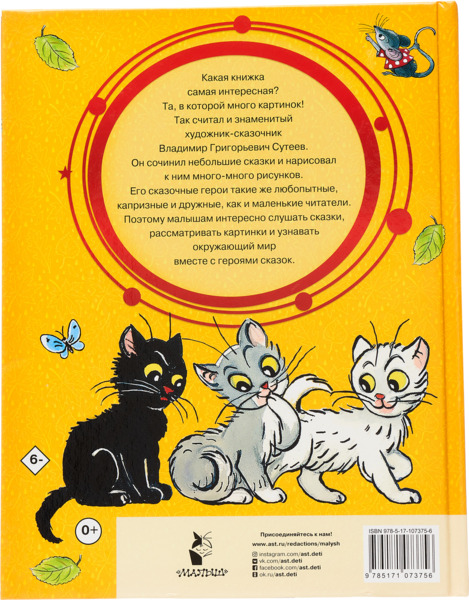 Какая книжка
самая интересная?
Та, в которой много картинок!
Так считал и знаменитый
художник-сказочник
Владимир Григорьевич Сутеев.
Он сочинил небольшие сказки и нарисовал
к ним много-много рисунков.
Его сказочные герои такие же любопытные,
капризные и дружные, как и маленькие читатели.
Поэтому малышам интересно слушать сказки,
рассматривать картинки и узнавать
окружающий мир
вместе с героями сказок.
6-
0+
МАЛЫШ
Присоединяйтесь к нам!
www.ast.ru/redactions/malysh
instagram.com/ast.deti
vk.com/ast.deti
facebook.com/ast.deti
ok.ru/ast.deti
ISBN 978-5-17-107375-6
9 785171 073756